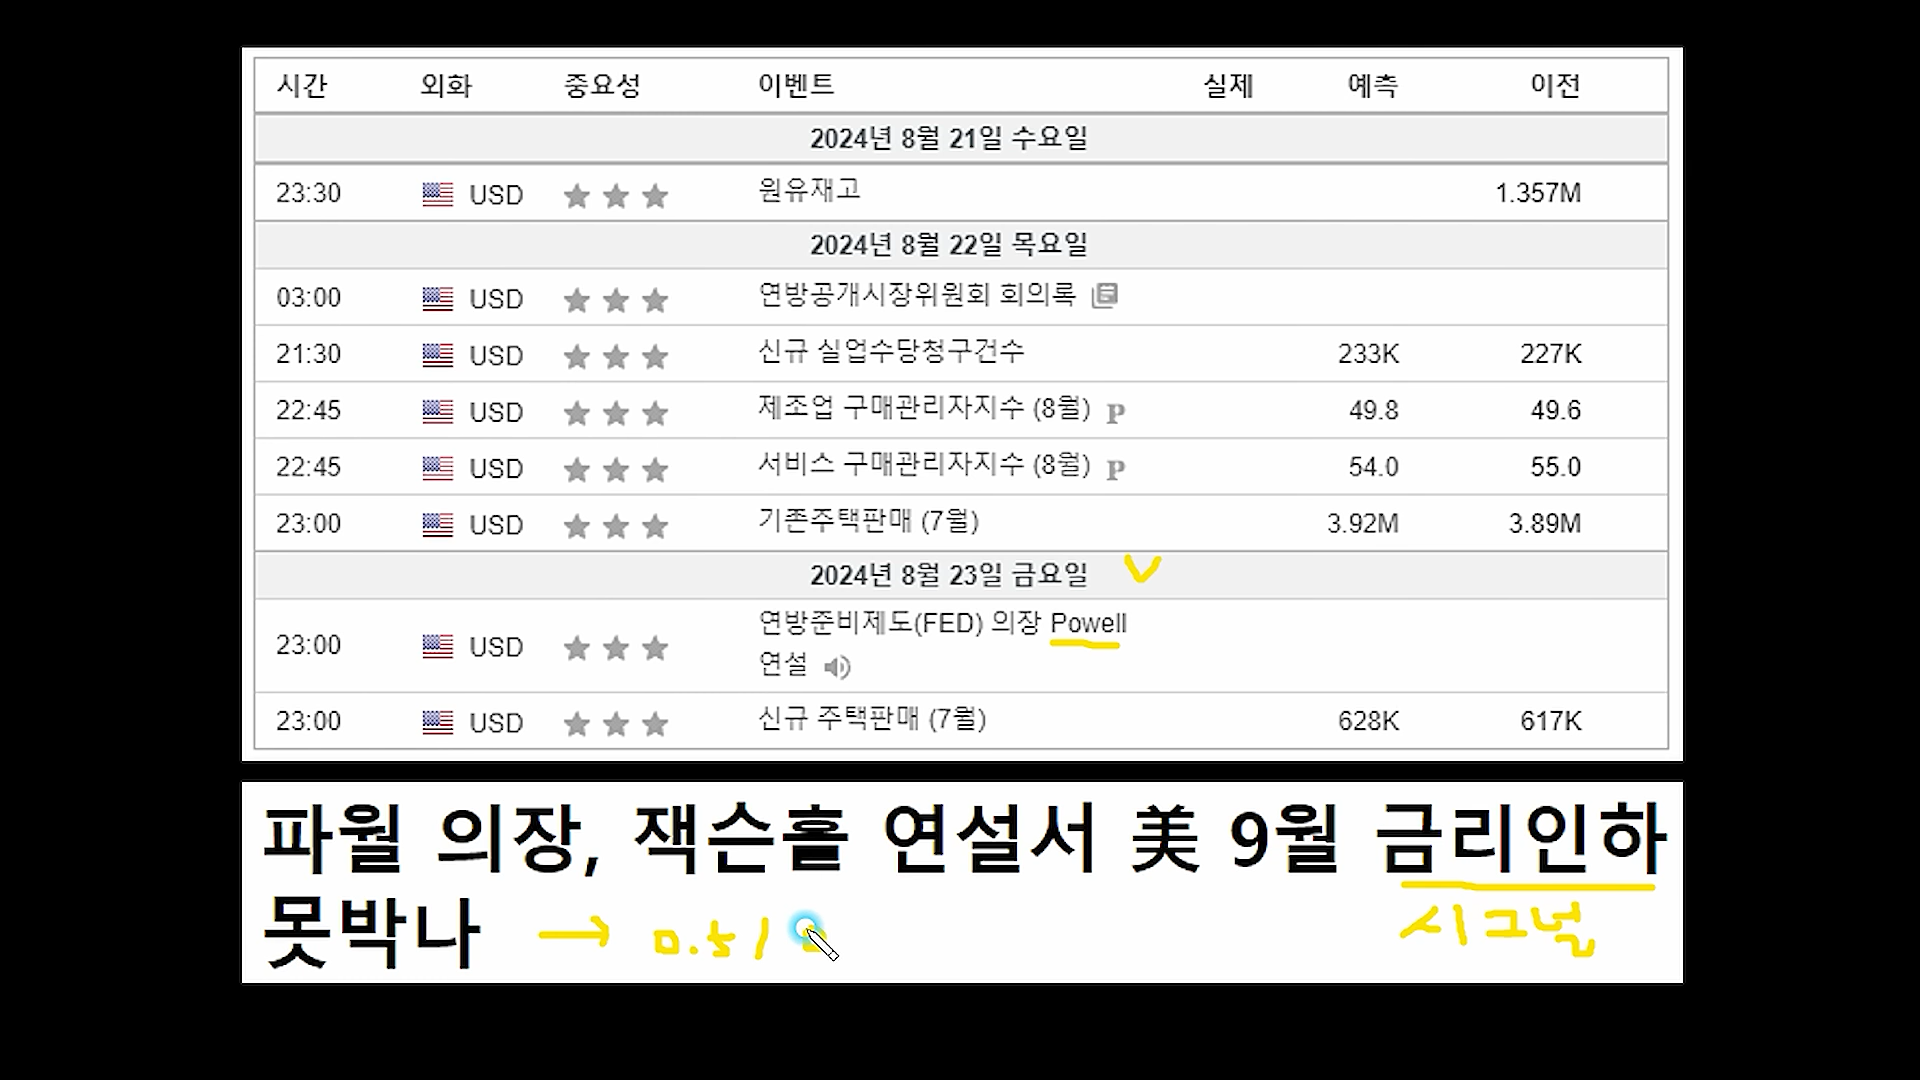 시간 외화 중요성 이벤트 실제 예측 이전
2024년 8월 21일 수요일
23:30 USD 원유재고 1.357M
2024년 8월 22일 목요일
03:00 USD 연방공개시장위원회 회의록
21:30 USD 신규 실업수당청구건수 233K 227K
22:45 USD 제조업 구매관리자지수 (8월) P 49.8 49.6
22:45 USD 서비스 구매관리자지수 (8월) P 54.0 55.0
23:00 USD 기존주택판매 (7월) 3.92M 3.89M
2024년 8월 23일 금요일
23:00 USD 연방준비제도(FED) 의장 Powell
연설
23:00 USD 신규 주택판매 (7월) 628K 617K
파월 의장, 잭슨홀 연설서 美 9월 금리인하
못박나 → 0.5 시그널